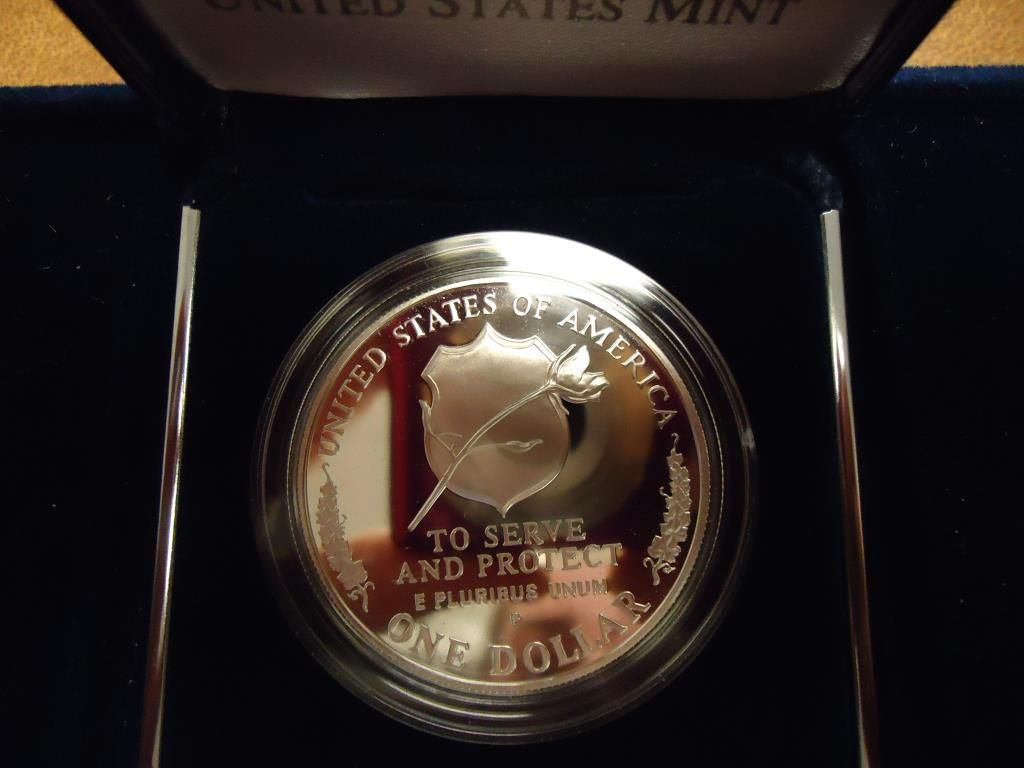 UNITED STATES MINT
UNITED STATES OF AMERICA
TO SERVE
AND PROTECT
E PLURIBUS UNUM
P
ONE DOLLAR